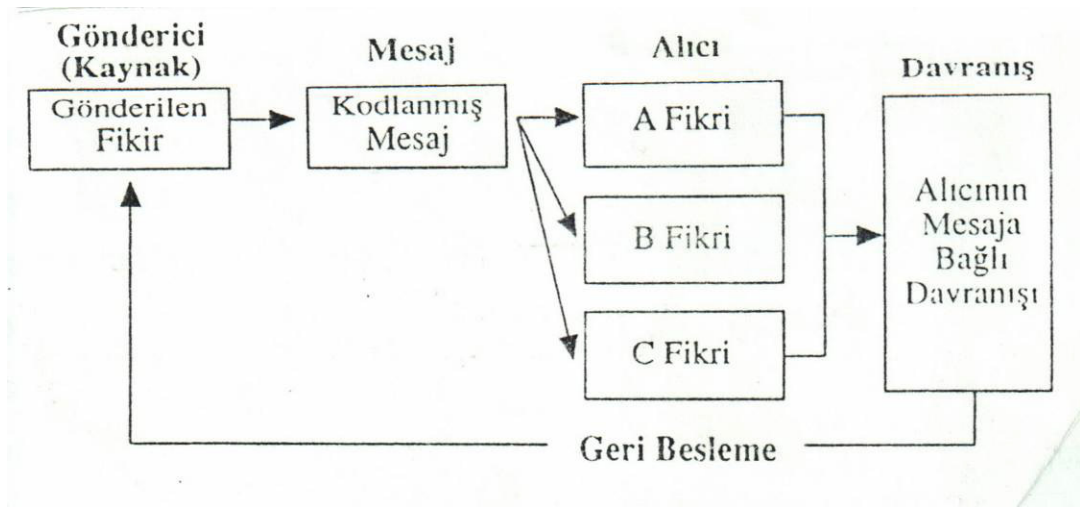 Gönderici
(Kaynak)
Gönderilen
Fikir
Mesaj
Kodlanmış
Mesaj
Alıcı
A Fikri
B Fikri
C Fikri
Davranış
Alıcının
Mesaja
Bağlı
Davranışı
Geri Besleme